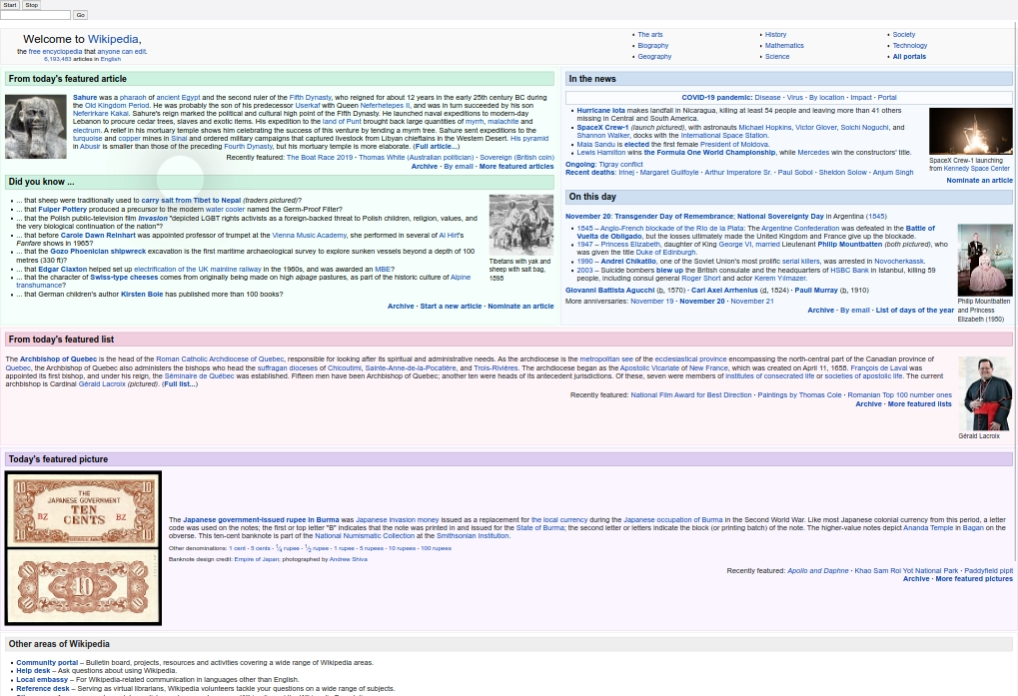 Start Stop
Go
Welcome to Wikipedia,
the free encyclopedia that anyone can edit.
6,193,483 articles in English
The arts
Biography
Geography
History
Mathematics
Science
Society
Technology
All portals
From today's featured article
Sahure was a pharaoh of ancient Egypt and the second ruler of the Fifth Dynasty, who reigned for about 12 years in the early 25th century BC during
the Old Kingdom Period. He was probably the son of his predecessor Userkaf with Queen Neferhetepes II, and was in turn succeeded by his son
Neferirkare Kakai. Sahure's reign marked the political and cultural high point of the Fifth Dynasty. He launched naval expeditions to modern-day
Lebanon to procure cedar trees, slaves and exotic items. His expedition to the land of Punt brought back large quantities of myrrh, malachite and
electrum. A relief in his mortuary temple shows him celebrating the success of this venture by tending a myrrh tree. Sahure sent expeditions to the
turquoise and copper mines in Sinai and military campaigns that captured livestock from Libyan chieftains in the Western Desert. His pyramid
in Abusir is smaller than those of the preceding Fourth Dynasty, but his mortuary temple is more elaborate. (Full article...)
Recently featured: The Boat Race 2019 · Thomas White (Australian politician) · Sovereign (British coin)
Archive · By email · More featured articles
Did you know ...
... that sheep were traditionally used to carry salt from Tibet to Nepal (traders pictured)?
... that Fulper Pottery produced a precursor to the modern water cooler named the Germ-Proof Filter?
... that the Polish public-television film Invasion "depicted LGBT rights activists as a foreign-backed threat to Polish children, religion, values, and
the very biological continuation of the nation"?
... that before Carole Dawn Reinhart was appointed professor of trumpet at the Vienna Music Academy, she performed in several of Al Hirt's
Fanfare shows in 1965?
... that the Gozo Phoenician shipwreck excavation is the first maritime archaeological survey to explore sunken vessels beyond a depth of 100
metres (330 ft)?
... that Edgar Claxton helped set up electrification of the UK mainline railway in the 1960s, and was awarded an MBE?
... that the character of Swiss-type cheeses comes from originally being made in alpine summers, as part of the historic culture of Alpine
transhumance?
... that German children's author Kirsten Boie has published more than 100 books?
Tibetans with yak and
sheep with salt bag,
1595
Archive · Start a new article · Nominate an article
In the news
COVID-19 pandemic: Disease · Virus · By location · Impact · Portal
Hurricane Iota makes landfall in Nicaragua, killing at least 54 people and leaving more than 41 others
missing in Central and South America.
SpaceX Crew-1 (launch pictured), with astronauts Michael Hopkins, Victor Glover, Soichi Noguchi, and
Shannon Walker, docks with the International Space Station.
Maia Sandu is elected the first female President of Moldova.
Lewis Hamilton wins the Formula One World Championship, while Mercedes win the constructors' title.
Ongoing: Tigray conflict
Recent deaths: Irinej · Margaret Guilfoyle · Arthur Imperatore Sr. · Paul Sobol · Sheldon Solow · Anjum Singh
SpaceX Crew-1 launching
from Kennedy Space Center
Nominate an article
On this day
November 20: Transgender Day of Remembrance; National Sovereignty Day in Argentina (1845)
1845 – Anglo-French blockade of the Río de la Plata: The Argentine Confederation was defeated in the Battle of
Vuelta de Obligado, but the losses ultimately made the United Kingdom and France give up the blockade.
1947 – Princess Elizabeth, daughter of King George VI, married Lieutenant Philip Mountbatten (both pictured), who
was given the title Duke of Edinburgh.
1990 – Andrei Chikatilo, one of the Soviet Union's most prolific serial killers, was arrested in Novocherkassk.
2003 – Suicide bombers blew up the British consulate and the headquarters of HSBC Bank in Istanbul, killing 59
people, including consul general Roger Short and actor Kerem Yılmazer.
Giovanni Battista Agucchi (b. 1570) · Carl Axel Arrhenius (d. 1824) · Pauli Murray (b. 1910)
More anniversaries: November 19 · November 20 · November 21
Archive · By email · List of days of the year
Philip Mountbatten
and Princess
Elizabeth (1950)
From today's featured list
The Archbishop of Quebec is the head of the Roman Catholic Archdiocese of Quebec, responsible for looking after its spiritual and administrative needs. As the archdiocese is the metropolitan see of the ecclesiastical province encompassing the north-central part of the Canadian province of
Quebec, the Archbishop of Quebec also administers the bishops who head the suffragan dioceses of Chicoutimi, Sainte-Anne-de-la-Pocatière, and Trois-Rivières. The archdiocese began as the Apostolic Vicariate of New France, which was created on April 11, 1658. François de Laval was
appointed its first bishop, and under his reign, the Séminaire de Québec was established. Fifteen men have been Archbishop of Quebec; another ten were heads of its antecedent jurisdictions. Of these, seven were members of institutes of consecrated life or societies of apostolic life. The current
archbishop is Cardinal Gérald Lacroix (pictured). (Full list...)
Recently featured: National Film Award for Best Direction · Paintings by Thomas Cole · Romanian Top 100 number ones
Archive · More featured lists
Gérald Lacroix
Today's featured picture
THE
JAPANESE GOVERNMENT
TEN
CENTS
BZ BZ
10
The Japanese government-issued rupee in Burma was Japanese invasion money issued as a replacement for the local currency during the Japanese occupation of Burma in the Second World War. Like most Japanese colonial currency from this period, a letter
code was used on the notes; the first or top letter "B" indicates that the note was printed in and issued for the State of Burma; the second letter or letters indicate the block (or printing batch) of the note. The higher-value notes depict Ananda Temple in Bagan on the
obverse. This ten-cent banknote is part of the National Numismatic Collection at the Smithsonian Institution.
Other denominations: 1 cent · 5 cents · ¼ rupee · ½ rupee · 1 rupee · 5 rupees · 10 rupees · 100 rupees
Banknote design credit: Empire of Japan; photographed by Andrew Shiva
Recently featured: Apollo and Daphne · Khao Sam Roi Yot National Park · Paddyfield pipit
Archive · More featured pictures
Other areas of Wikipedia
Community portal – Bulletin board, projects, resources and activities covering a wide range of Wikipedia areas.
Help desk – Ask questions about using Wikipedia.
Local embassy – For Wikipedia-related communication in languages other than English.
Reference desk – Serving as virtual librarians, Wikipedia volunteers tackle your questions on a wide range of subjects.